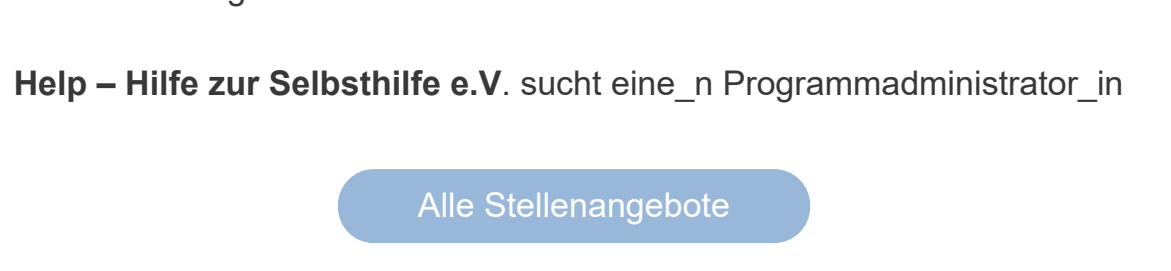 Help – Hilfe zur Selbsthilfe e.V. sucht eine_n Programmadministrator_in
Alle Stellenangebote